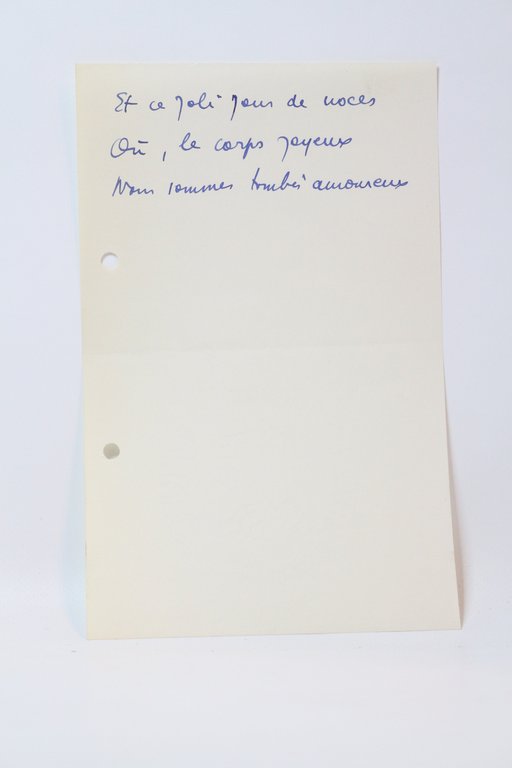 Et ce joli jour de noces
Où, le corps joyeux
Nous sommes tombés amoureux